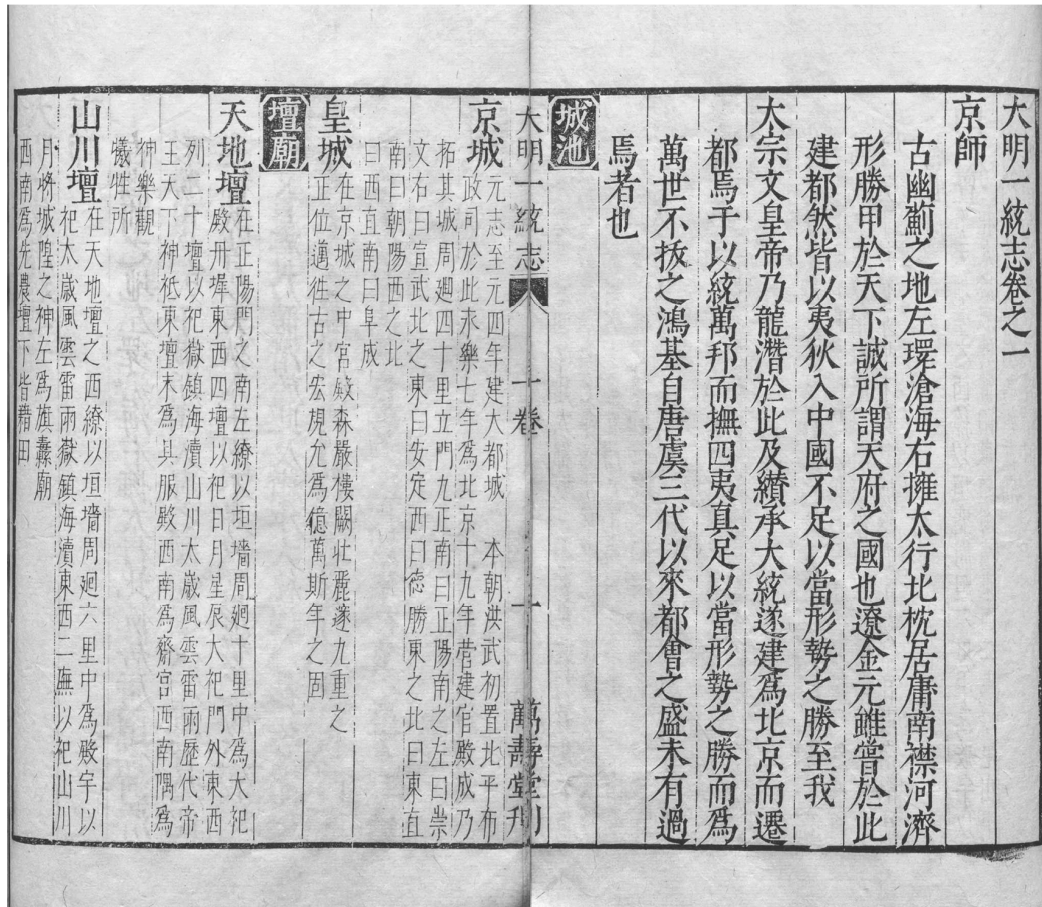 大明一統志卷之一
京師
古幽薊之地左環滄海右擁太行北枕居庸南襟河濟
形勝甲於天下誠所謂天府之國也遼金元雖嘗於此
建都然皆以夷狄入中國不足以當形勢之勝至我
太宗文皇帝乃龍潛於此及纘承大統遂建爲北京而遷
都焉于以統萬邦而撫四夷真足以當形勢之勝而爲
萬世不拔之鴻基自唐虞三代以來都會之盛未有過
焉者也
城池
大明一統志 一卷 一 萬壽堂刋
京城元志至元四年建大都城 本朝洪武初置北平布
政司於此永樂七年爲北京十九年營建宮殿成乃
拓其城周廻四十里立門九正南曰正陽南之左曰崇
文右曰宣武北之東曰安定西曰德勝東之北曰東直
南曰朝陽西之北
曰西直南曰阜成
皇城在京城之中宮殿森嚴樓闕壯麗邃九重之
正位邁徃古之宏規允爲億萬斯年之固
壇廟
天地壇在正陽門之南左繚以垣墻周廻十里中爲大祀
殿丹墀東西四壇以祀日月星辰大祀門外東西
列二十壇以祀嶽鎮海瀆山川太歲風雲雷雨歷代帝
王天下神祇東壇末爲具服殿西南爲齋宮西南隅爲
神樂觀
犧牲所
山川壇在天地壇之西繚以垣墻周廻六里中爲殿宇以
祀太歲風雲雷雨嶽鎮海瀆東西二廡以祀山川
月將城隍之神左爲旗纛廟
西南爲先農壇下皆耤田